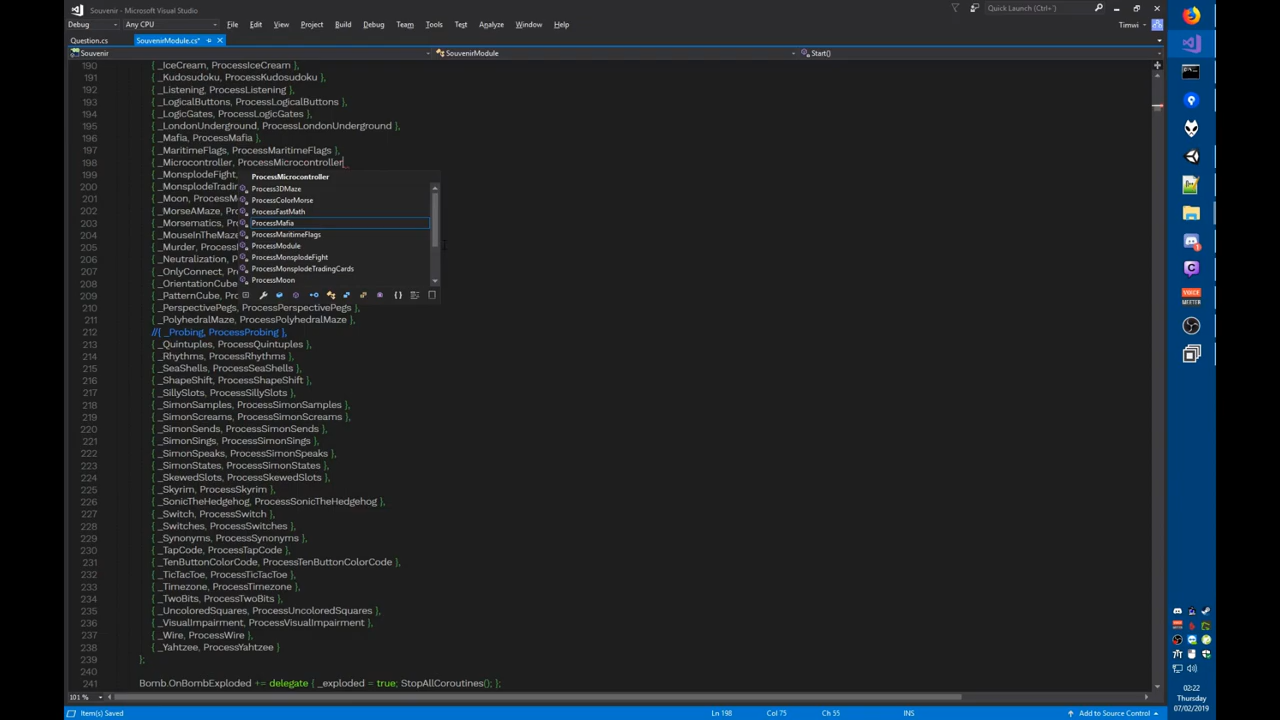 Souvenir - Microsoft Visual Studio
Quick Launch (Ctrl+Q)
Debug Any CPU File Edit View Project Build Debug Team Tools Test Analyze Window Help Timwi
Question.cs SouvenirModule.cs*
Souvenir SouvenirModule Start()
190 { _IceCream, ProcessIceCream },
191 { _Kudosudoku, ProcessKudosudoku },
192 { _Listening, ProcessListening },
193 { _LogicalButtons, ProcessLogicalButtons },
194 { _LogicGates, ProcessLogicGates },
195 { _LondonUnderground, ProcessLondonUnderground },
196 { _Mafia, ProcessMafia },
197 { _MaritimeFlags, ProcessMaritimeFlags },
198 { _Microcontroller, ProcessMicrocontroller
199 { _MonsplodeFight,
200 { _MonsplodeTradin
201 { _Moon, ProcessM
202 { _MorseAMaze, Pr
203 { _Morsematics, Pr
204 { _MouseInTheMaze
205 { _Murder, Process
206 { _Neutralization, P
207 { _OnlyConnect, Pr
208 { _OrientationCube
209 { _PatternCube, Pr
ProcessMicrocontroller
Process3DMaze
ProcessColorMorse
ProcessFastMath
ProcessMafia
ProcessMaritimeFlags
ProcessModule
ProcessMonsplodeFight
ProcessMonsplodeTradingCards
ProcessMoon
210 { _PerspectivePegs, ProcessPerspectivePegs },
211 { _PolyhedralMaze, ProcessPolyhedralMaze },
212 //{ _Probing, ProcessProbing },
213 { _Quintuples, ProcessQuintuples },
214 { _Rhythms, ProcessRhythms },
215 { _SeaShells, ProcessSeaShells },
216 { _ShapeShift, ProcessShapeShift },
217 { _SillySlots, ProcessSillySlots },
218 { _SimonSamples, ProcessSimonSamples },
219 { _SimonScreams, ProcessSimonScreams },
220 { _SimonSends, ProcessSimonSends },
221 { _SimonSings, ProcessSimonSings },
222 { _SimonSpeaks, ProcessSimonSpeaks },
223 { _SimonStates, ProcessSimonStates },
224 { _SkewedSlots, ProcessSkewedSlots },
225 { _Skyrim, ProcessSkyrim },
226 { _SonicTheHedgehog, ProcessSonicTheHedgehog },
227 { _Switch, ProcessSwitch },
228 { _Switches, ProcessSwitches },
229 { _Synonyms, ProcessSynonyms },
230 { _TapCode, ProcessTapCode },
231 { _TenButtonColorCode, ProcessTenButtonColorCode },
232 { _TicTacToe, ProcessTicTacToe },
233 { _Timezone, ProcessTimezone },
234 { _TwoBits, ProcessTwoBits },
235 { _UncoloredSquares, ProcessUncoloredSquares },
236 { _VisualImpairment, ProcessVisualImpairment },
237 { _Wire, ProcessWire },
238 { _Yahtzee, ProcessYahtzee }
239 };
240
241 Bomb.OnBombExploded += delegate { _exploded = true; StopAllCoroutines(); };
101 %
Item(s) Saved Ln 198 Col 75 Ch 55 INS Add to Source Control
VOICE MEETER
02:22
Thursday
07/02/2019